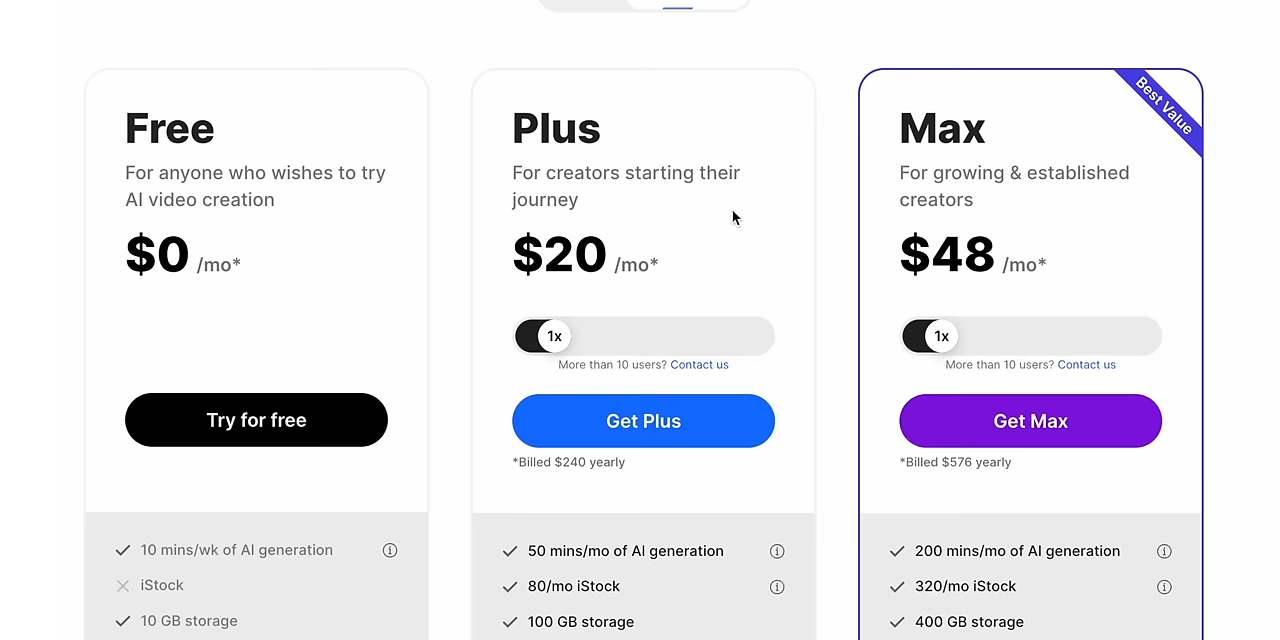 Free
For anyone who wishes to try
AI video creation
$0 /mo*
Try for free
10 mins/wk of AI generation
iStock
10 GB storage
Plus
For creators starting their
journey
$20 /mo*
1x
More than 10 users? Contact us
Get Plus
*Billed $240 yearly
50 mins/mo of AI generation
80/mo iStock
100 GB storage
Best Value
Max
For growing & established
creators
$48 /mo*
1x
More than 10 users? Contact us
Get Max
*Billed $576 yearly
200 mins/mo of AI generation
320/mo iStock
400 GB storage